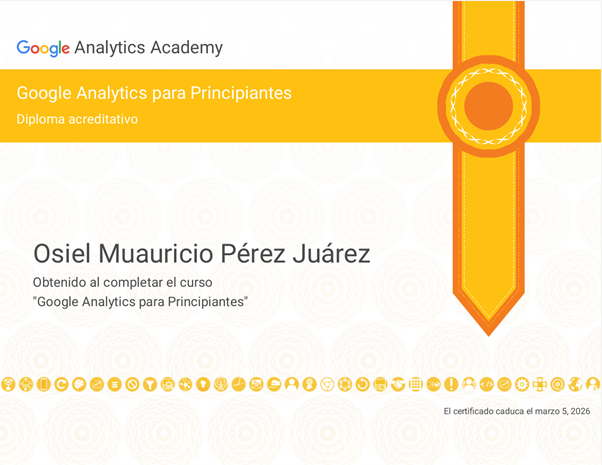 Google Analytics Academy
Google Analytics para Principiantes
Diploma acreditativo
Osiel Muauricio Pérez Juárez
Obtenido al completar el curso
"Google Analytics para Principiantes"
El certificado caduca el marzo 5, 2026